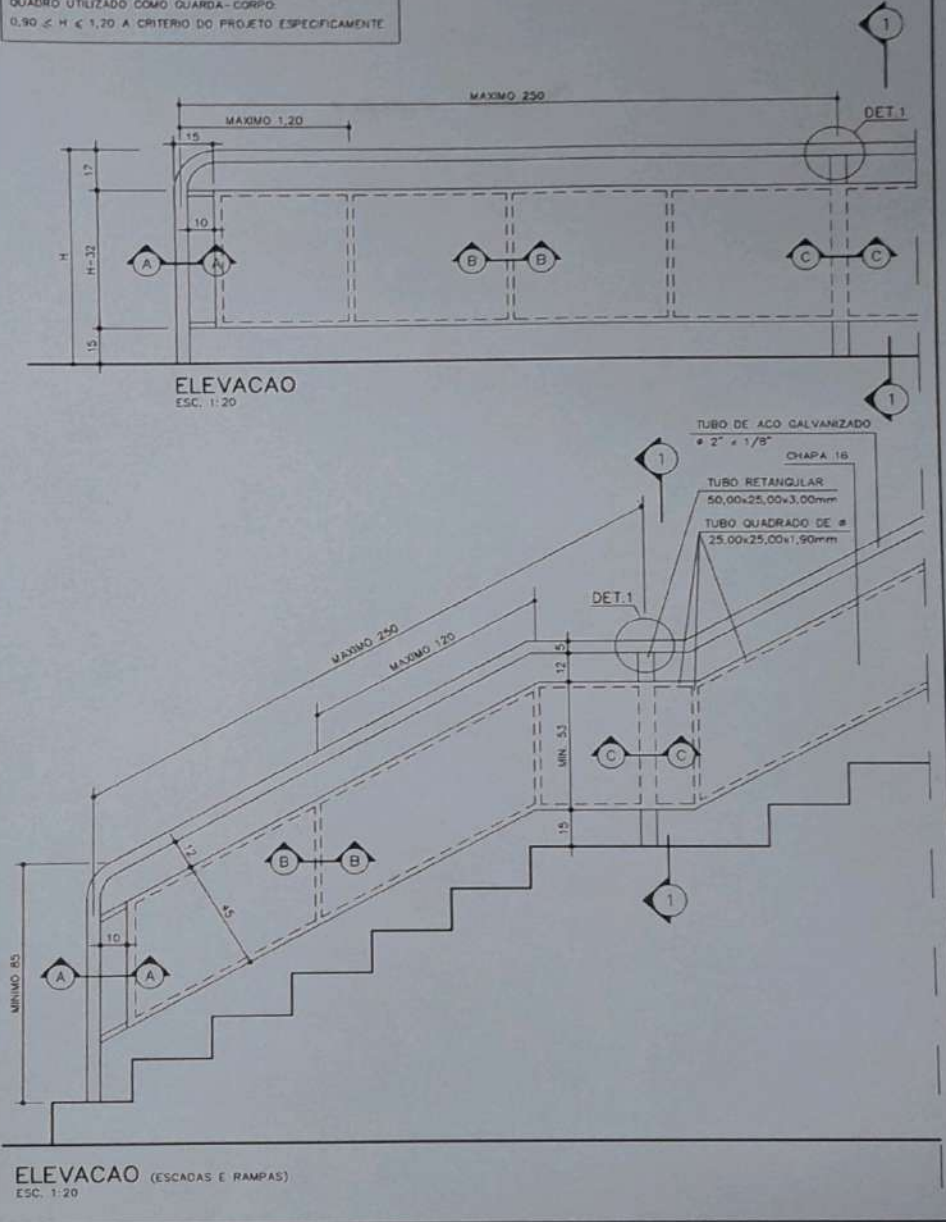 QUADRO UTILIZADO COMO GUARDA-CORPO:
0,90 ≤ H ≤ 1,20 A CRITERIO DO PROJETO ESPECIFICAMENTE
1
MAXIMO 250
MAXIMO 1,20
DET.1
15
17
10
H
H-32
A
A
B
B
C
C
15
ELEVACAO
ESC. 1:20
1
TUBO DE ACO GALVANIZADO
ø 2" x 1/8"
CHAPA 16
1
TUBO RETANGULAR
50,00x25,00x3,00mm
TUBO QUADRADO DE ø
25,00x25,00x1,90mm
DET.1
MAXIMO 250
MAXIMO 120
5
12
MIN. 53
C
C
15
12
B
B
45
1
10
A
A
MINIMO 85
ELEVACAO (ESCADAS E RAMPAS)
ESC. 1:20